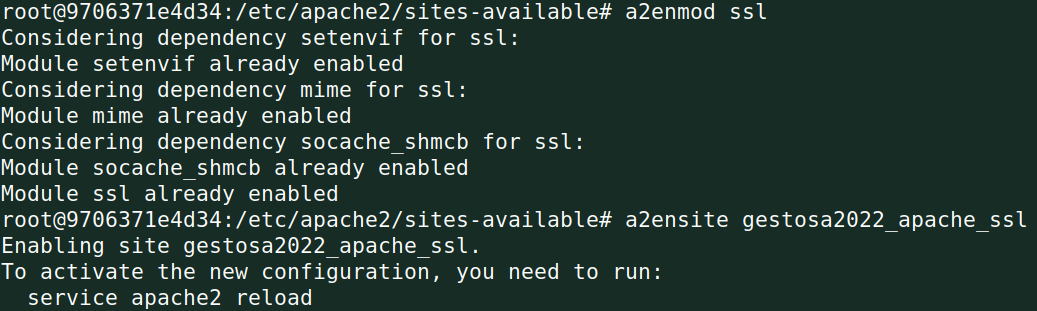 root@9706371e4d34:/etc/apache2/sites-available# a2enmod ssl
Considering dependency setenvif for ssl:
Module setenvif already enabled
Considering dependency mime for ssl:
Module mime already enabled
Considering dependency socache_shmcb for ssl:
Module socache_shmcb already enabled
Module ssl already enabled
root@9706371e4d34:/etc/apache2/sites-available# a2ensite gestosa2022_apache_ssl
Enabling site gestosa2022_apache_ssl.
To activate the new configuration, you need to run:
  service apache2 reload